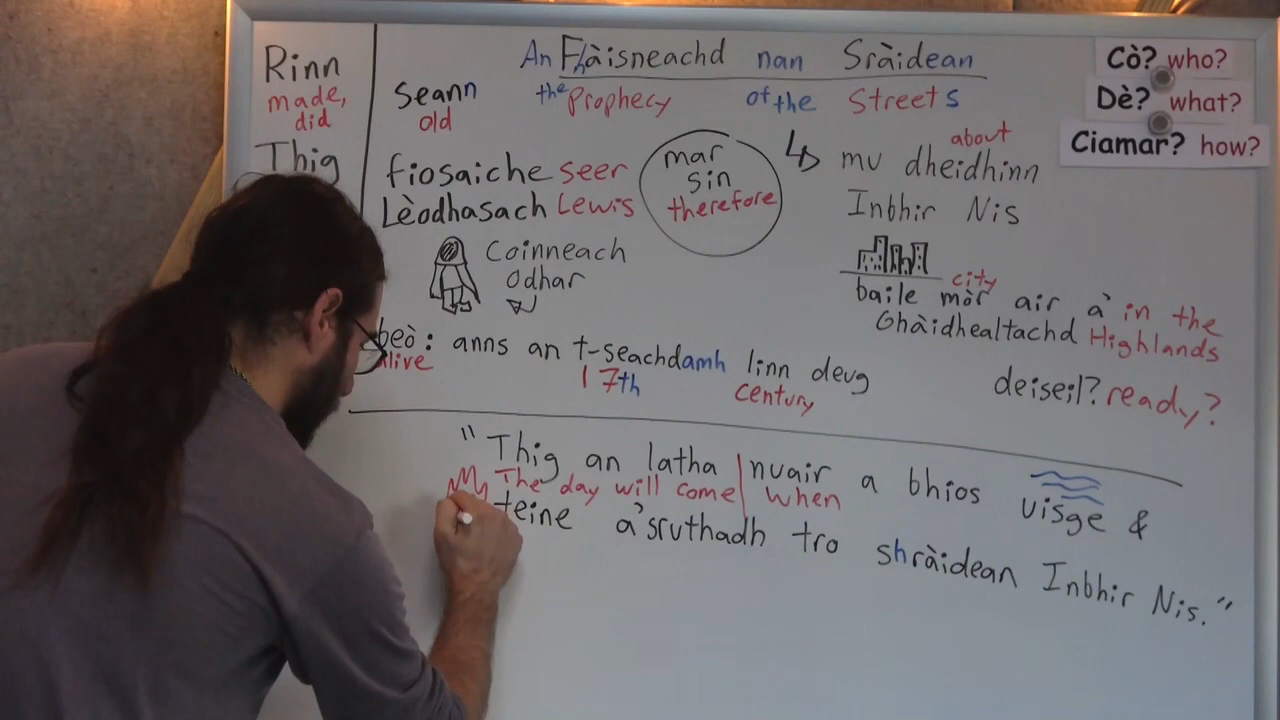 Rinn
made,
did
Thig
An Fhàisneachd nan Sràidean
the Prophecy of the Streets
seann
old
fiosaiche seer
Lèodhasach Lewis
Coinneach
Odhar
mar
sin
therefore
about
mu dheidhinn
Inbhir Nis
city
baile mòr air a' in the
Ghàidhealtachd Highlands
beò: anns an t-seachdamh linn deug
alive 17th century
deiseil? ready?
Cò? who?
Dè? what?
Ciamar? how?
"Thig an latha nuair a bhios uisge &
The day will come when
teine a' sruthadh tro shràidean Inbhir Nis."